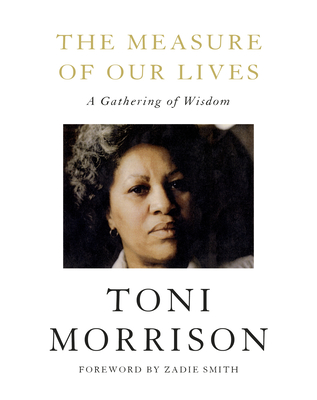 THE MEASURE
OF OUR LIVES
A Gathering of Wisdom
TONI
MORRISON
FOREWORD BY ZADIE SMITH